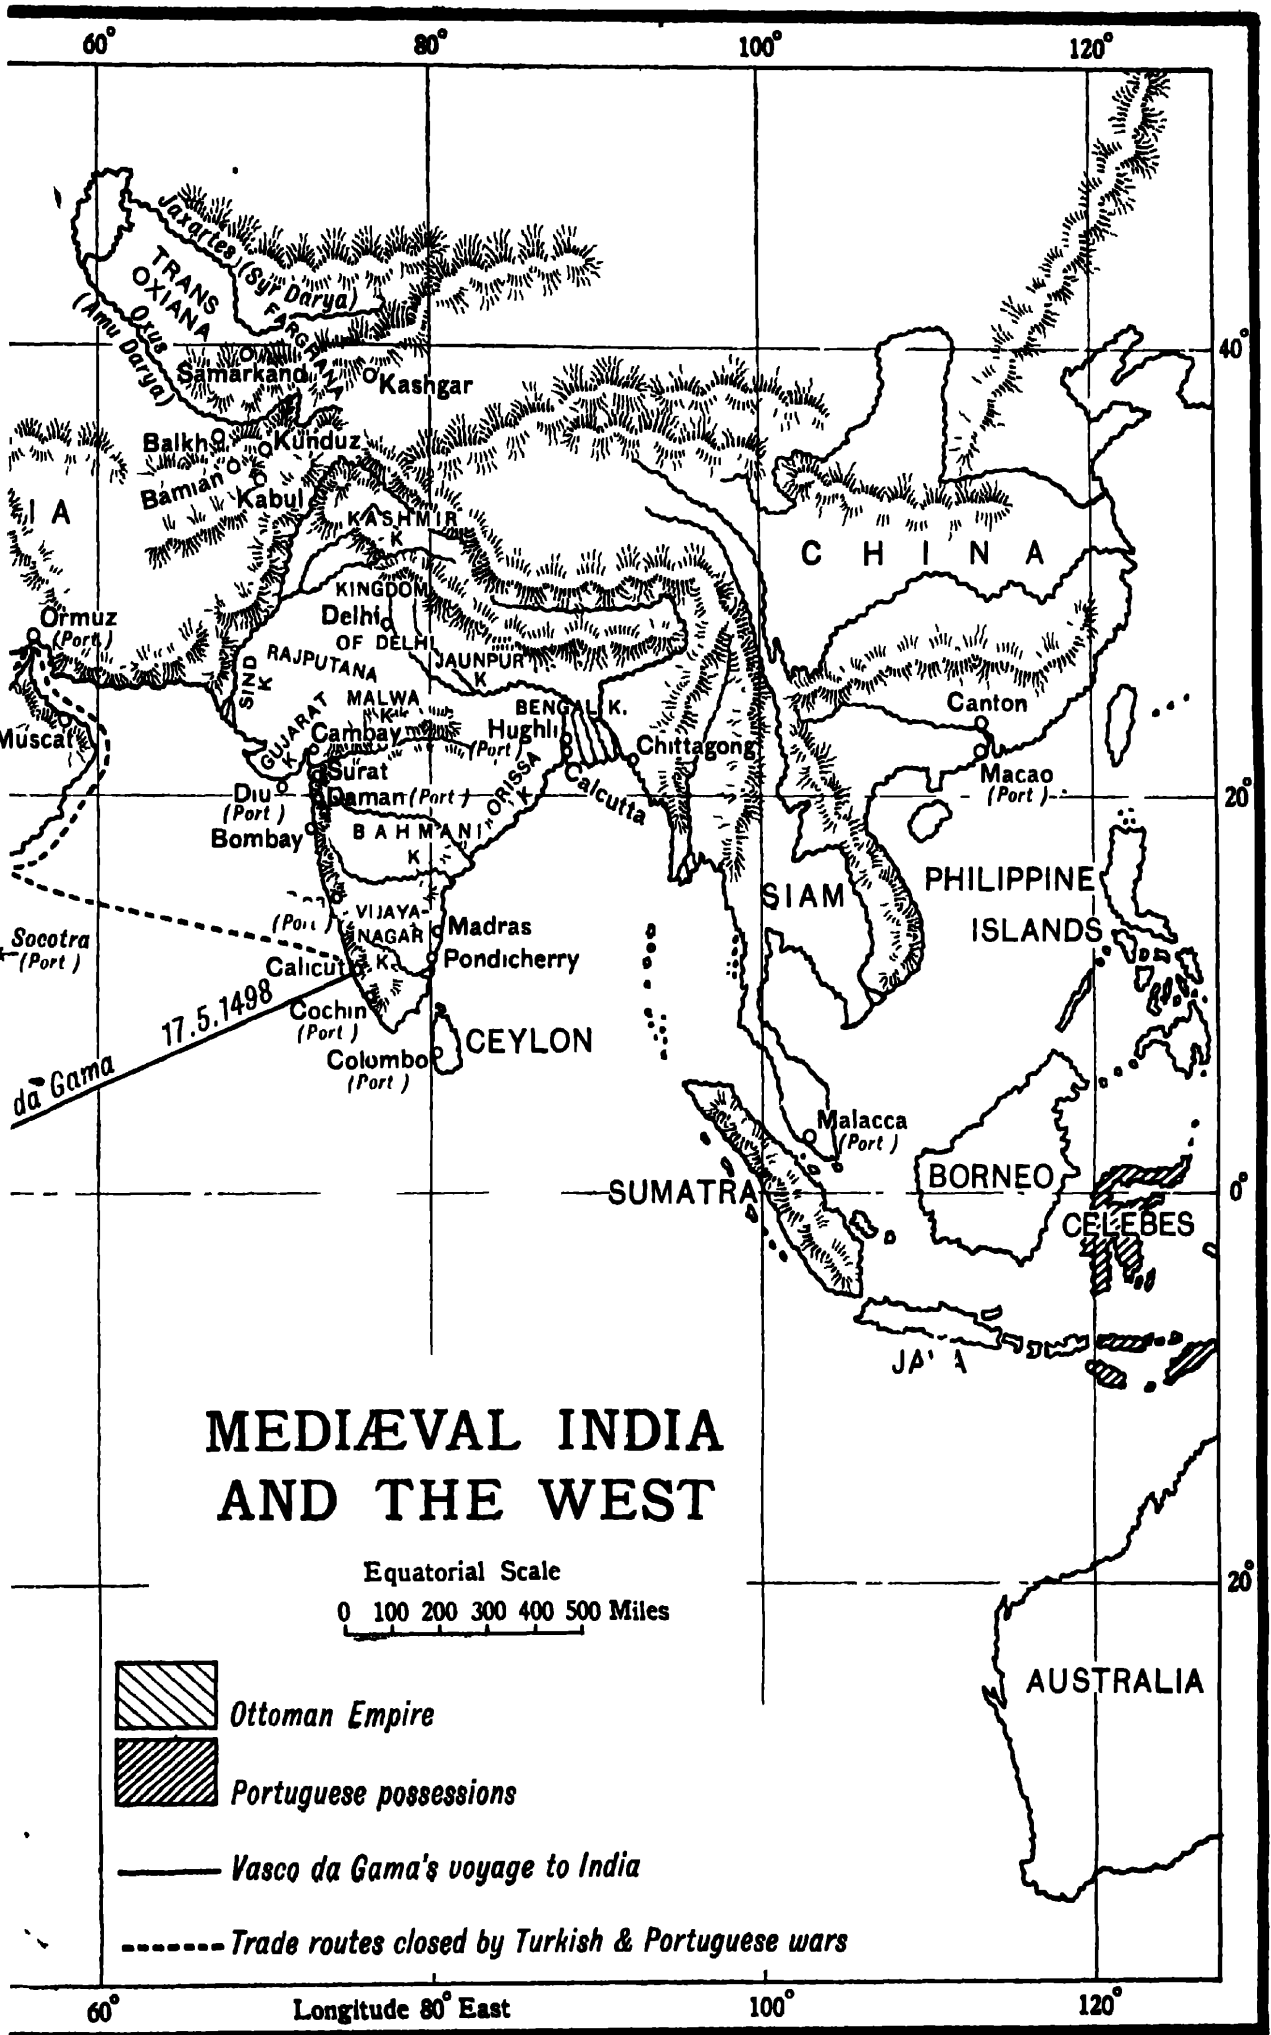 60° 80° 100° 120°
Jaxartes (Syr Darya)
TRANS
OXIANA
Oxus
(Amu Darya)
FARGANA
40°
Samarkand
Kashgar
Balkh
Kunduz
Bamian
Kabul
I A
KASHMIR
K
C H I N A
KINGDOM
Ormuz
(Port)
Delhi
OF DELHI
RAJPUTANA
JAUNPUR
K
SIND
K
MALWA
K
BENGAL K.
Canton
GUJARAT
K
Cambay
Hughli
(Port
Chittagong
Muscat
Surat
ORISSA
K
Calcutta
Macao
(Port)
Diu
(Port)
Daman (Port)
20°
Bombay
BAHMANI
K
SIAM
PHILIPPINE
ISLANDS
(Port)
VIJAYA-
NAGAR
K.
Madras
Socotra
(Port)
Calicut
Pondicherry
17.5.1498
Cochin
(Port)
CEYLON
da Gama
Colombo
(Port)
Malacca
(Port)
SUMATRA
BORNEO
0°
CELEBES
MEDIÆVAL INDIA
AND THE WEST
Equatorial Scale
0 100 200 300 400 500 Miles
20°
AUSTRALIA
Ottoman Empire
Portuguese possessions
Vasco da Gama's voyage to India
Trade routes closed by Turkish & Portuguese wars
60° Longitude 80° East 100° 120°